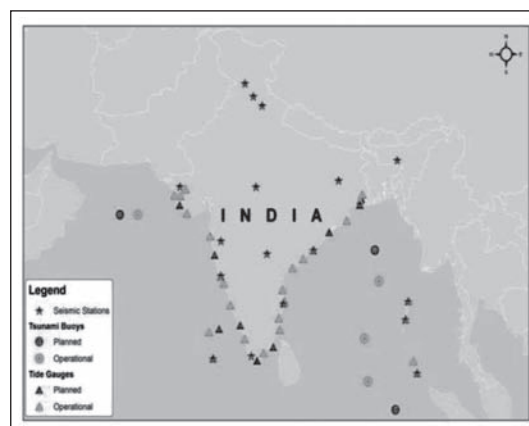 INDIA
Legend
Seismic Stations
Tsunami Buoys
Planned
Operational
Tide Gauges
Planned
Operational